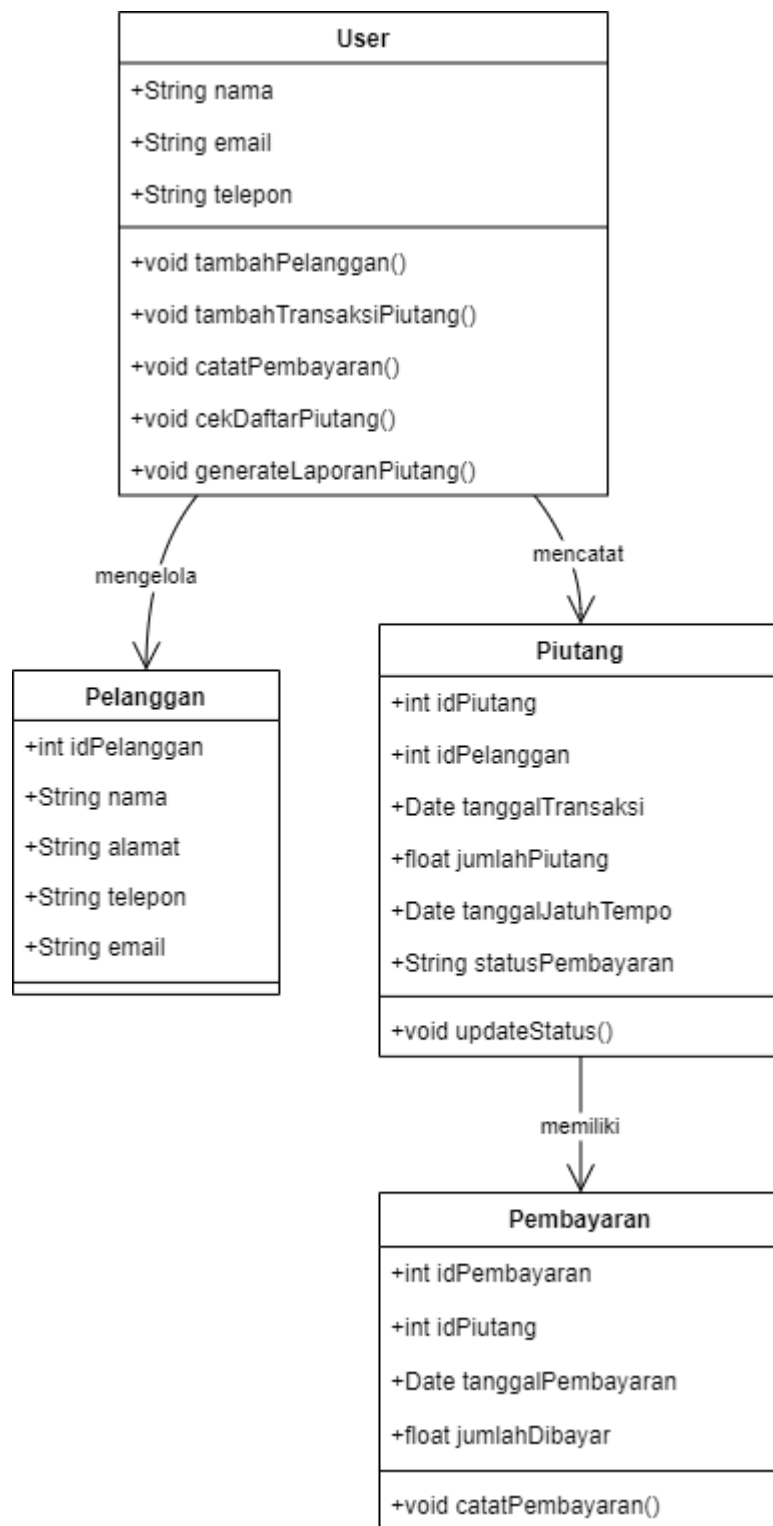 User
+String nama
+String email
+String telepon
+void tambahPelanggan()
+void tambahTransaksiPiutang()
+void catatPembayaran()
+void cekDaftarPiutang()
+void generateLaporanPiutang()
mengelola
mencatat
Pelanggan
+int idPelanggan
+String nama
+String alamat
+String telepon
+String email
Piutang
+int idPiutang
+int idPelanggan
+Date tanggalTransaksi
+float jumlahPiutang
+Date tanggalJatuhTempo
+String statusPembayaran
+void updateStatus()
memiliki
Pembayaran
+int idPembayaran
+int idPiutang
+Date tanggalPembayaran
+float jumlahDibayar
+void catatPembayaran()